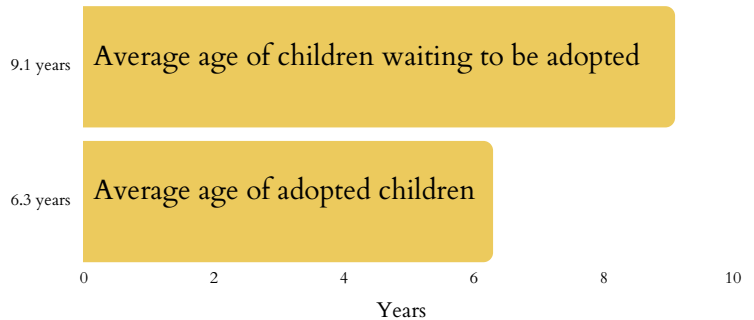 Average age of children waiting to be adopted
9.1 years
Average age of adopted children
6.3 years
0 2 4 6 8 10
Years